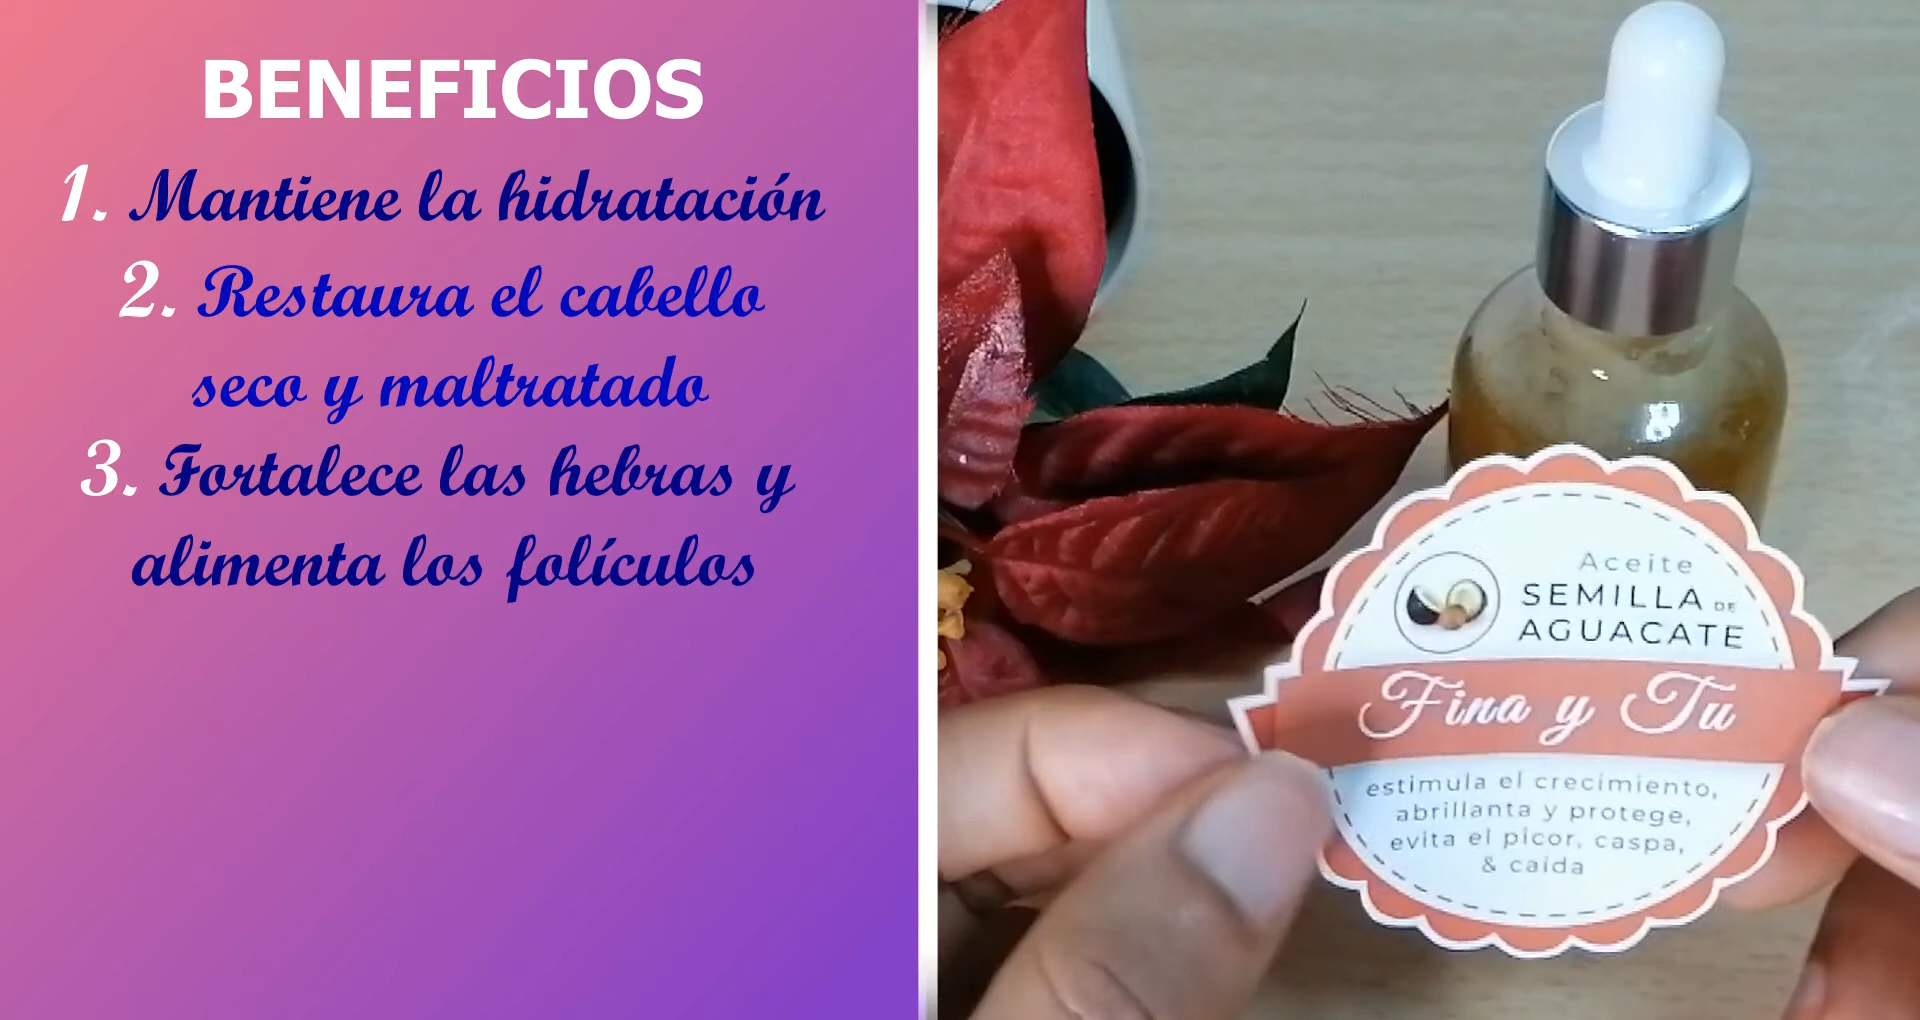 BENEFICIOS
1. Mantiene la hidratación
2. Restaura el cabello
seco y maltratado
3. Fortalece las hebras y
alimenta los folículos
Aceite
SEMILLA DE
AGUACATE
Fina y Tu
estimula el crecimiento,
abrillanta y protege,
evita el picor, caspa,
& caida